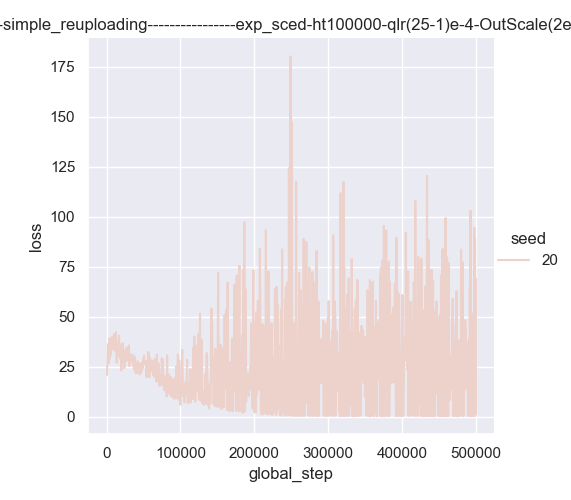 -simple_reuploading----------------exp_sced-ht100000-qlr(25-1)e-4-OutScale(2e
175
150
125
100
75
50
25
0
loss
0 100000 200000 300000 400000 500000
global_step
seed
20